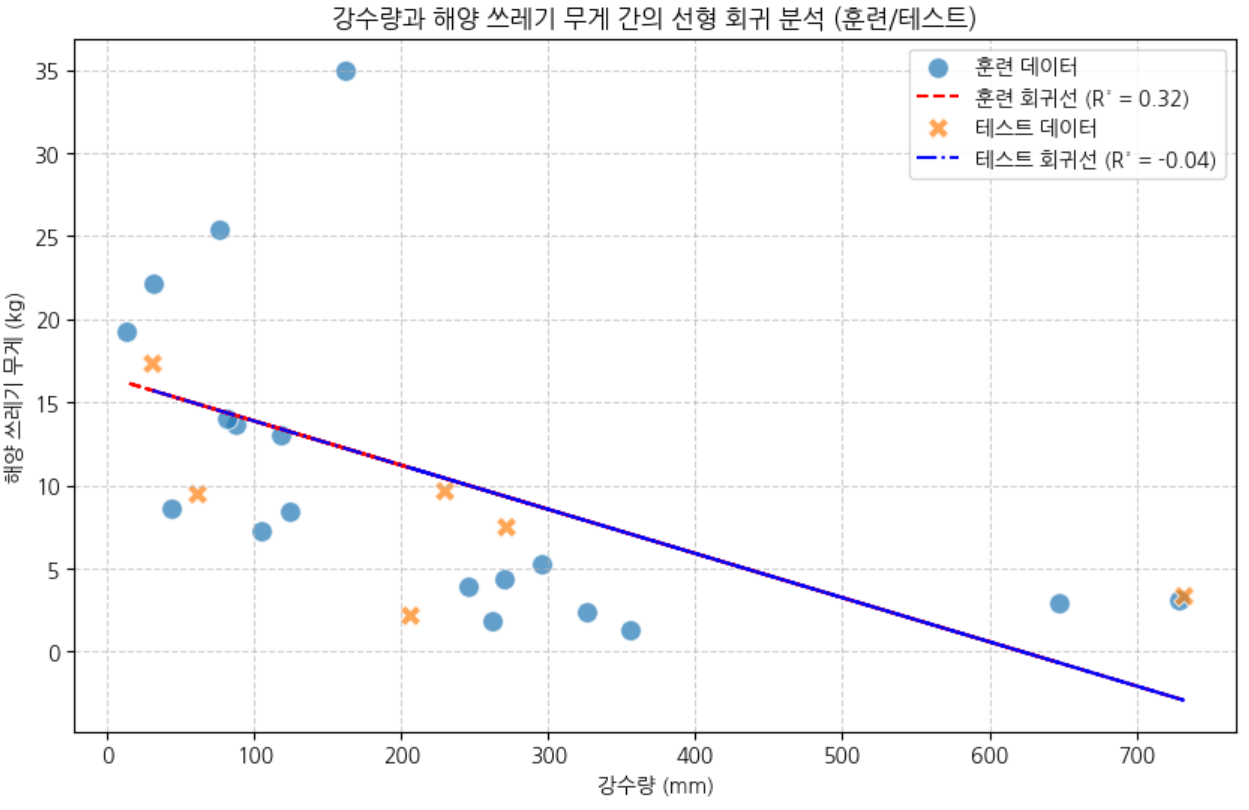 강수량과 해양 쓰레기 무게 간의 선형 회귀 분석 (훈련/테스트)
훈련 데이터
훈련 회귀선 (R² = 0.32)
테스트 데이터
테스트 회귀선 (R² = -0.04)
해양 쓰레기 무게 (kg)
35
30
25
20
15
10
5
0
0 100 200 300 400 500 600 700
강수량 (mm)